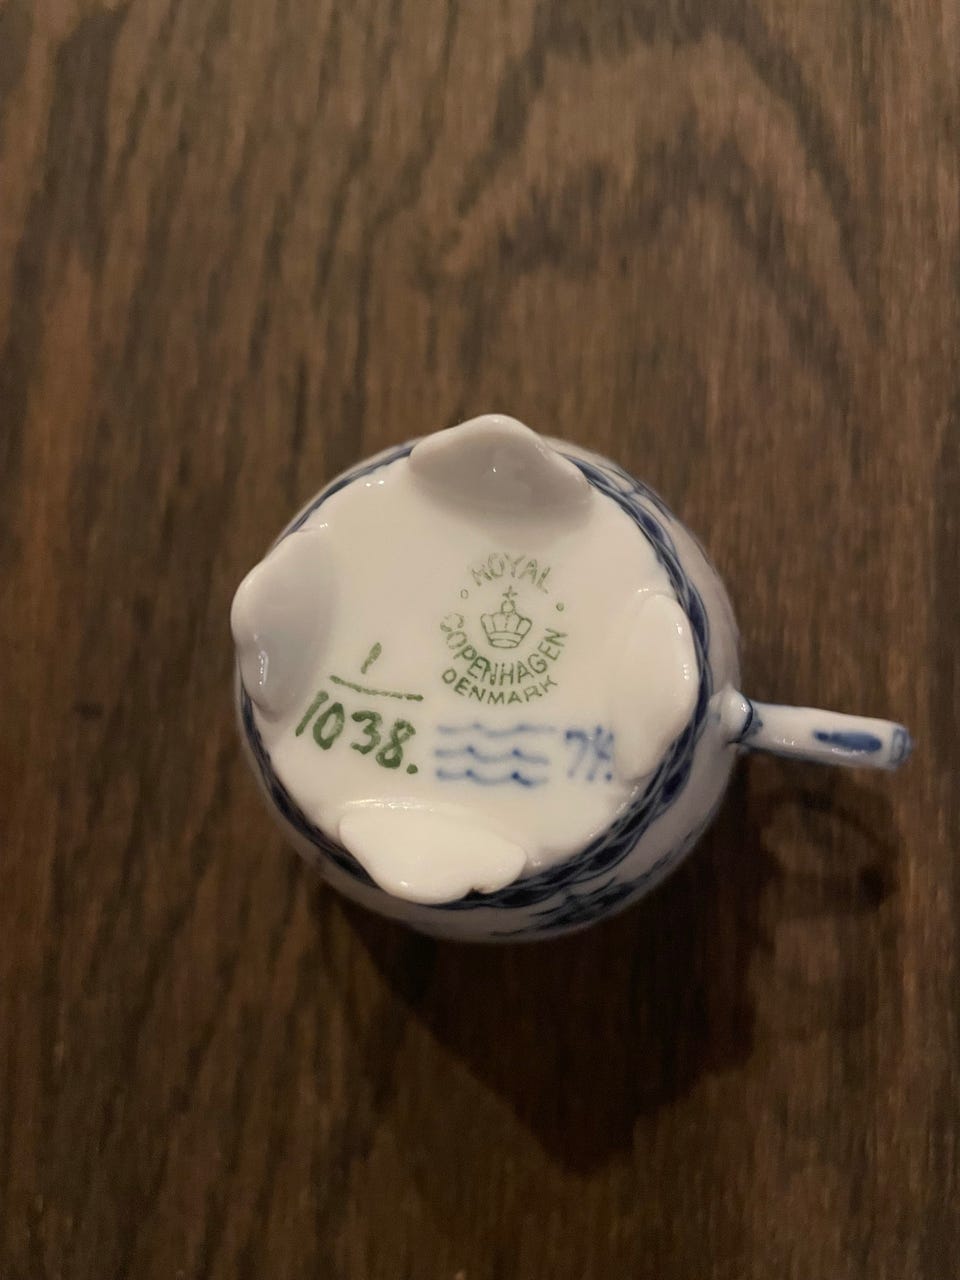 ROYAL
COPENHAGEN
DENMARK
1
1038.